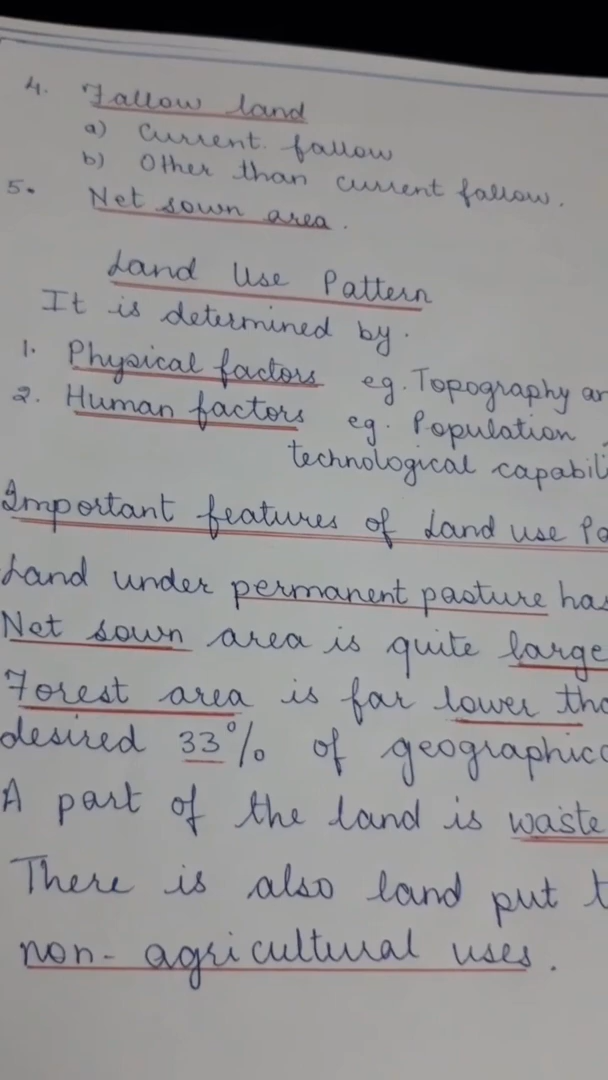 4. Fallow land
a) Current fallow
b) Other than current fallow.
5. Net sown area.
Land Use Pattern
It is determined by.
1. Physical factors eg. Topography
2. Human factors eg. Population
technological
Important features of Land use
Land under permanent pasture
Net sown area is quite large
Forest area is far lower
desired 33% of
A part of the land is waste
There is also land put
non-agricultural uses.